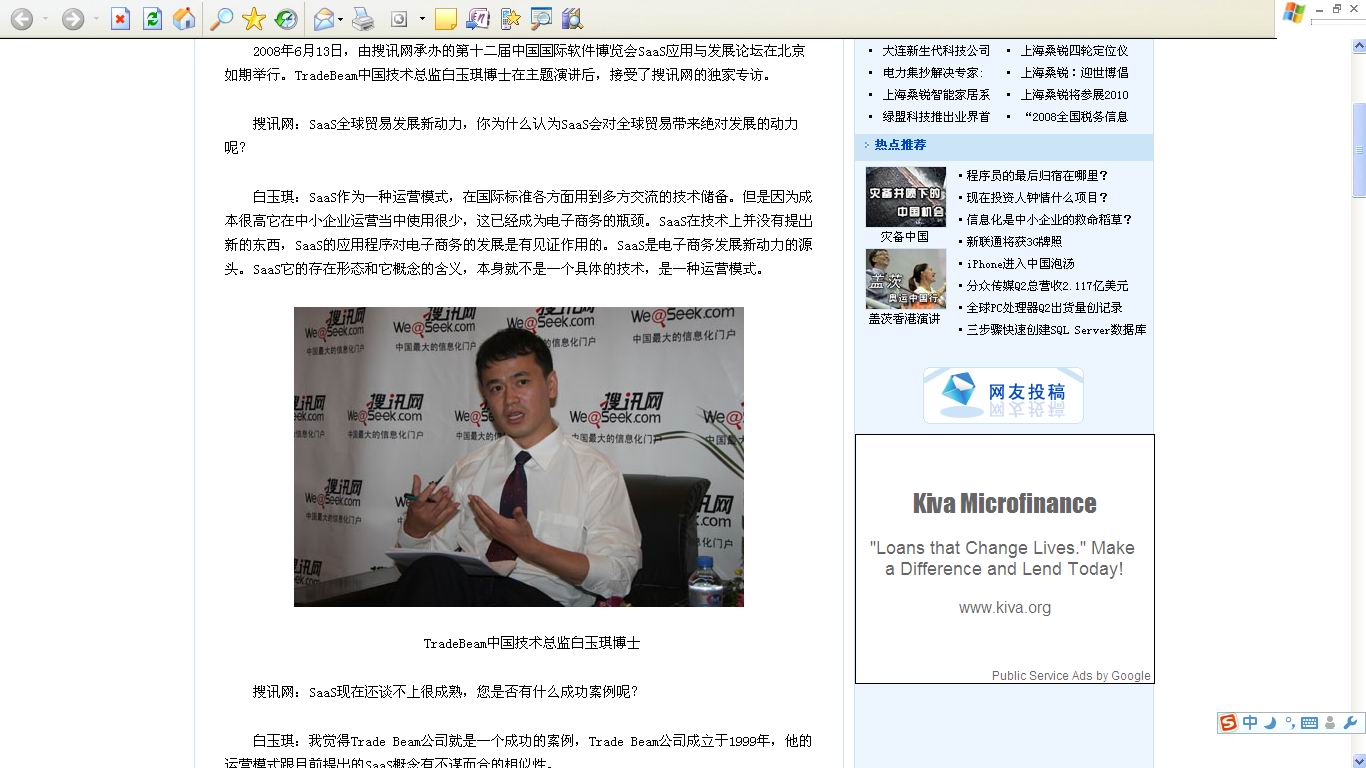 2008年6月13日，由搜讯网承办的第十二届中国国际软件博览会SaaS应用与发展论坛在北京
如期举行。TradeBeam中国技术总监白玉琪博士在主题演讲后，接受了搜讯网的独家专访。
搜讯网：SaaS全球贸易发展新动力，你为什么认为SaaS会对全球贸易带来绝对发展的动力
呢？
白玉琪：SaaS作为一种运营模式，在国际标准各方面用到多方交流的技术储备。但是因为成
本很高它在中小企业运营当中使用很少，这已经成为电子商务的瓶颈。SaaS在技术上并没有提出
新的东西，SaaS的应用程序对电子商务的发展是有见证作用的。SaaS是电子商务发展新动力的源
头。SaaS它的存在形态和它概念的含义，本身就不是一个具体的技术，是一种运营模式。
搜讯网
We@Seek.com
中国最大的信息化门户
TradeBeam中国技术总监白玉琪博士
搜讯网：SaaS现在还谈不上很成熟，您是否有什么成功案例呢？
白玉琪：我觉得Trade Beam公司就是一个成功的案例，Trade Beam公司成立于1999年，他的
运营模式跟目前提出的SaaS概念有不谋而合的相似性。
大连新生代科技公司
上海桑锐四轮定位仪
电力集抄解决专家：
上海桑锐：迎世博倡
上海桑锐智能家居系
上海桑锐将参展2010
绿盟科技推出业界首
“2008全国税务信息
热点推荐
灾备井喷下的
中国机会
灾备中国
盖茨
奥运中国行
盖茨香港演讲
程序员的最后归宿在哪里？
现在投资人钟情什么项目？
信息化是中小企业的救命稻草？
新联通将获3G牌照
iPhone进入中国泡汤
分众传媒Q2总营收2.117亿美元
全球PC处理器Q2出货量创记录
三步骤快速创建SQL Server数据库
网友投稿
Kiva Microfinance
"Loans that Change Lives." Make
a Difference and Lend Today!
www.kiva.org
Public Service Ads by Google
中